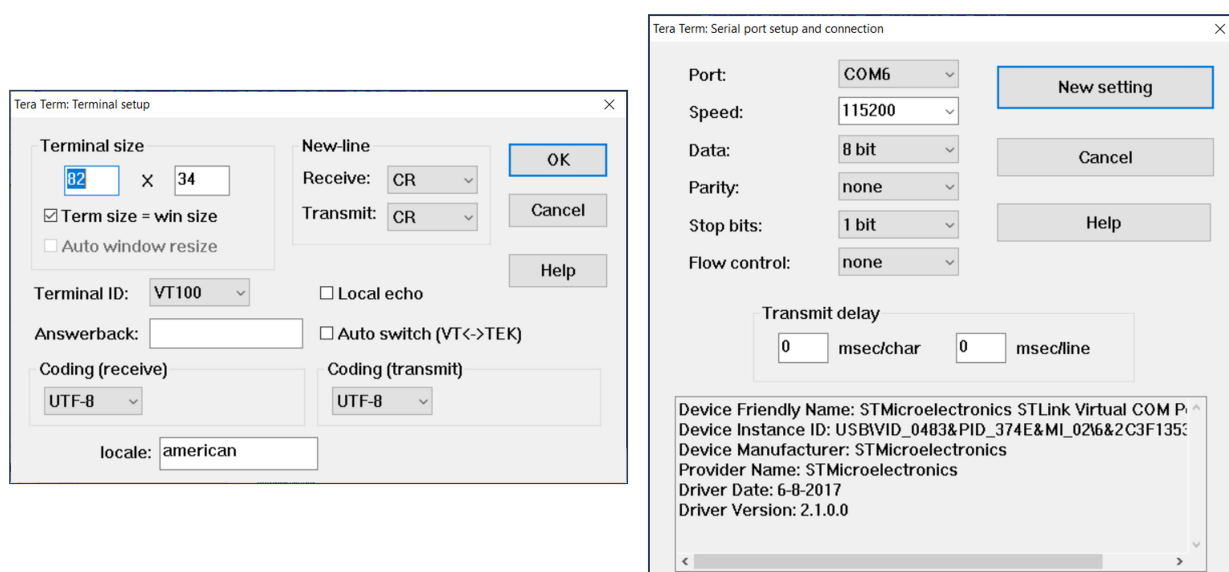 Tera Term: Terminal setup
Terminal size
82 X 34
Term size = win size
Auto window resize
New-line
Receive: CR
Transmit: CR
OK
Cancel
Help
Terminal ID: VT100
Local echo
Answerback:
Auto switch (VT<->TEK)
Coding (receive)
UTF-8
Coding (transmit)
UTF-8
locale: american
Tera Term: Serial port setup and connection
Port: COM6
Speed: 115200
Data: 8 bit
Parity: none
Stop bits: 1 bit
Flow control: none
New setting
Cancel
Help
Transmit delay
0 msec/char 0 msec/line
Device Friendly Name: STMicroelectronics STLink Virtual COM
Device Instance ID: USB\VID_0483&PID_374E&MI_02\6&2C3F1353
Device Manufacturer: STMicroelectronics
Provider Name: STMicroelectronics
Driver Date: 6-8-2017
Driver Version: 2.1.0.0